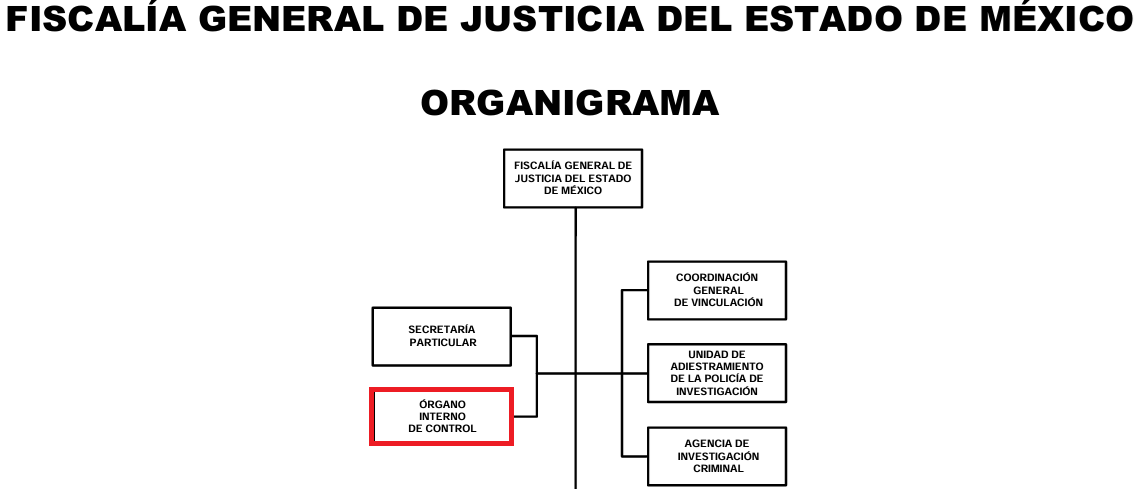 FISCALÍA GENERAL DE JUSTICIA DEL ESTADO DE MÉXICO
ORGANIGRAMA
FISCALÍA GENERAL DE
JUSTICIA DEL ESTADO
DE MÉXICO
SECRETARÍA
PARTICULAR
ÓRGANO
INTERNO
DE CONTROL
COORDINACIÓN
GENERAL
DE VINCULACIÓN
UNIDAD DE
ADIESTRAMIENTO
DE LA POLICÍA DE
INVESTIGACIÓN
AGENCIA DE
INVESTIGACIÓN
CRIMINAL